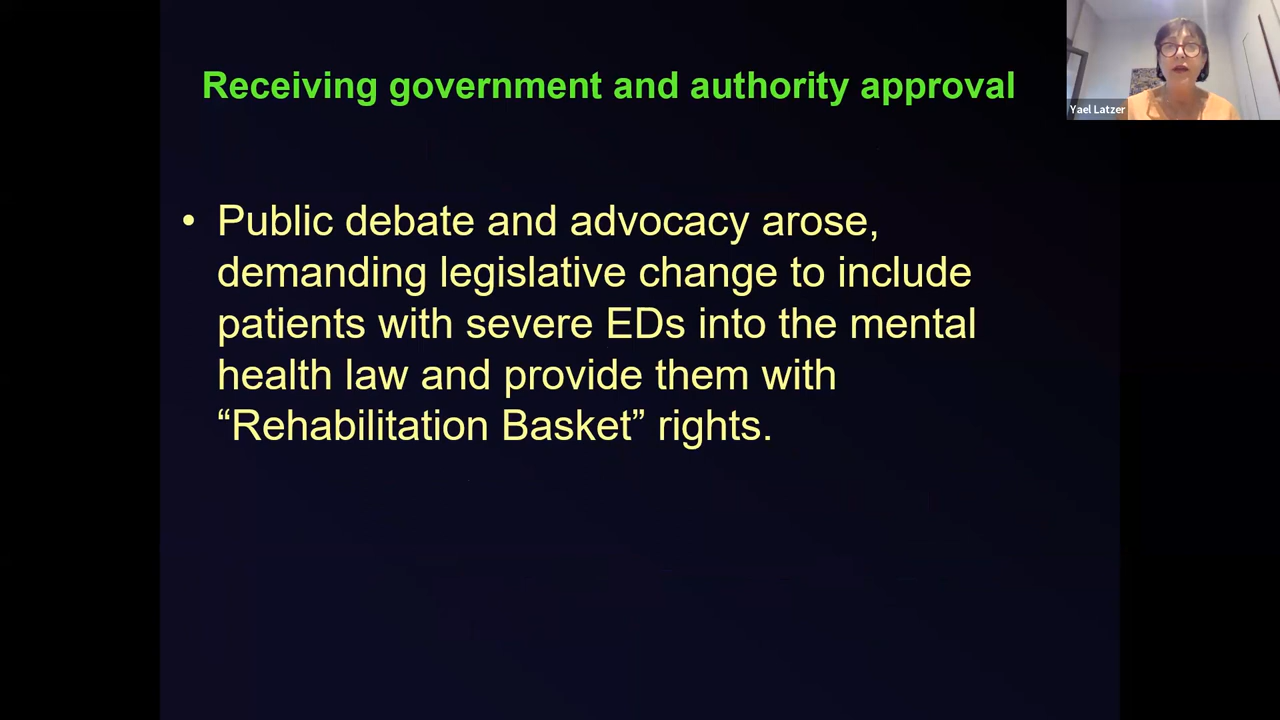 Receiving government and authority approval
Yael Latzer
• Public debate and advocacy arose,
demanding legislative change to include
patients with severe EDs into the mental
health law and provide them with
“Rehabilitation Basket” rights.